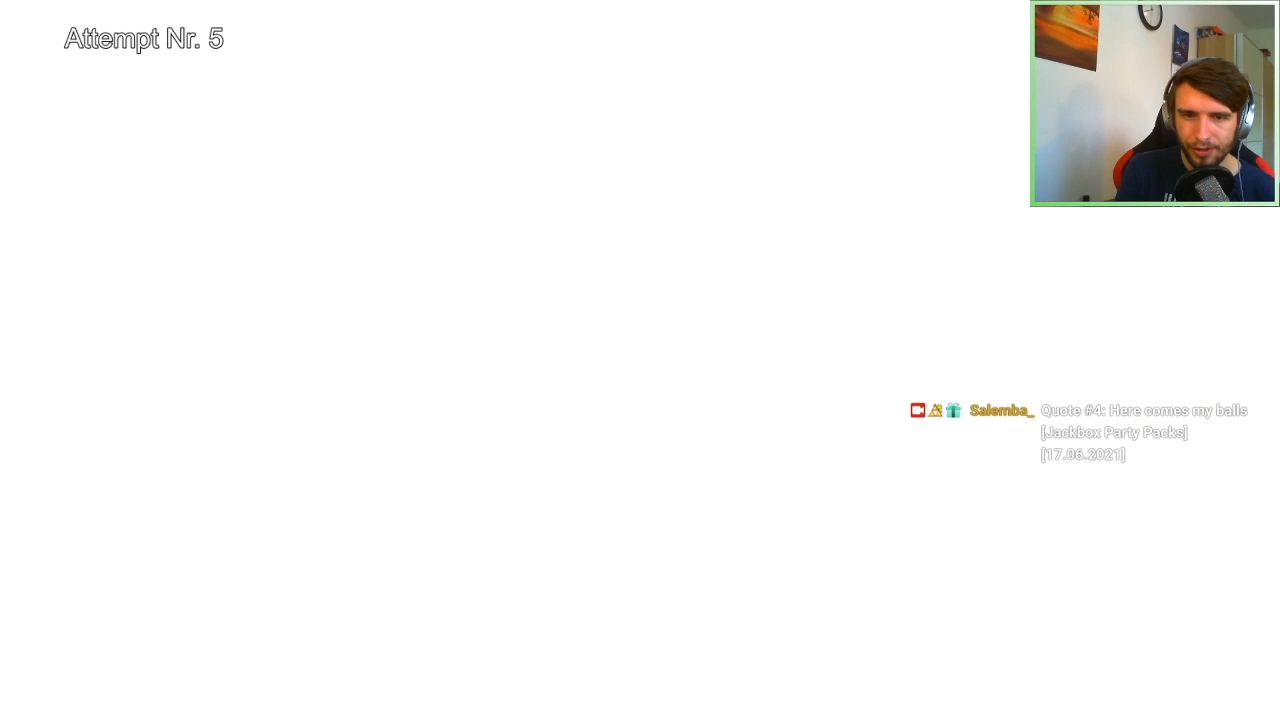 Attempt Nr. 5
Salemba_ Quote #4: Here comes my balls
[Jackbox Party Packs]
[17.06.2021]